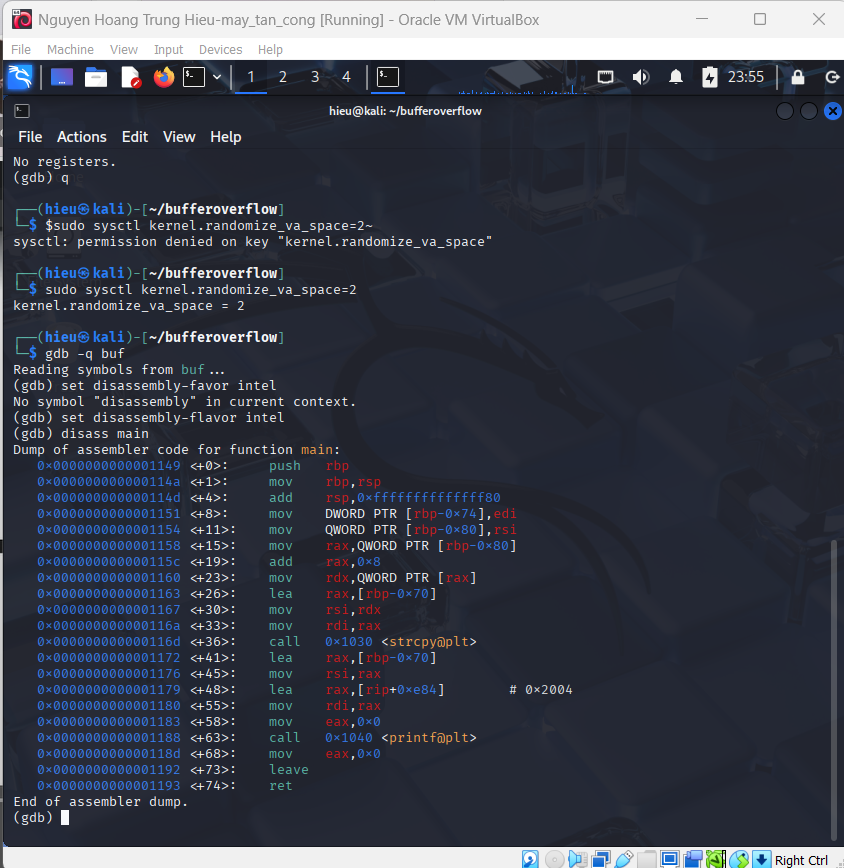 Nguyen Hoang Trung Hieu-may_tan_cong [Running] - Oracle VM VirtualBox
File Machine View Input Devices Help
1 2 3 4 23:55
hieu@kali: ~/bufferoverflow
File Actions Edit View Help
No registers.
(gdb) q
┌──(hieu㉿kali)-[~/bufferoverflow]
└─$ $sudo sysctl kernel.randomize_va_space=2~
sysctl: permission denied on key "kernel.randomize_va_space"
┌──(hieu㉿kali)-[~/bufferoverflow]
└─$ sudo sysctl kernel.randomize_va_space=2
kernel.randomize_va_space = 2
┌──(hieu㉿kali)-[~/bufferoverflow]
└─$ gdb -q buf
Reading symbols from buf...
(gdb) set disassembly-favor intel
No symbol "disassembly" in current context.
(gdb) set disassembly-flavor intel
(gdb) disass main
Dump of assembler code for function main:
0x0000000000001149 <+0>: push rbp
0x000000000000114a <+1>: mov rbp,rsp
0x000000000000114d <+4>: add rsp,0xffffffffffffff80
0x0000000000001151 <+8>: mov DWORD PTR [rbp-0x74],edi
0x0000000000001154 <+11>: mov QWORD PTR [rbp-0x80],rsi
0x0000000000001158 <+15>: mov rax,QWORD PTR [rbp-0x80]
0x000000000000115c <+19>: add rax,0x8
0x0000000000001160 <+23>: mov rdx,QWORD PTR [rax]
0x0000000000001163 <+26>: lea rax,[rbp-0x70]
0x0000000000001167 <+30>: mov rsi,rdx
0x000000000000116a <+33>: mov rdi,rax
0x000000000000116d <+36>: call 0x1030 <strcpy@plt>
0x0000000000001172 <+41>: lea rax,[rbp-0x70]
0x0000000000001176 <+45>: mov rsi,rax
0x0000000000001179 <+48>: lea rax,[rip+0xe84] # 0x2004
0x0000000000001180 <+55>: mov rdi,rax
0x0000000000001183 <+58>: mov eax,0x0
0x0000000000001188 <+63>: call 0x1040 <printf@plt>
0x000000000000118d <+68>: mov eax,0x0
0x0000000000001192 <+73>: leave
0x0000000000001193 <+74>: ret
End of assembler dump.
(gdb)
Right Ctrl